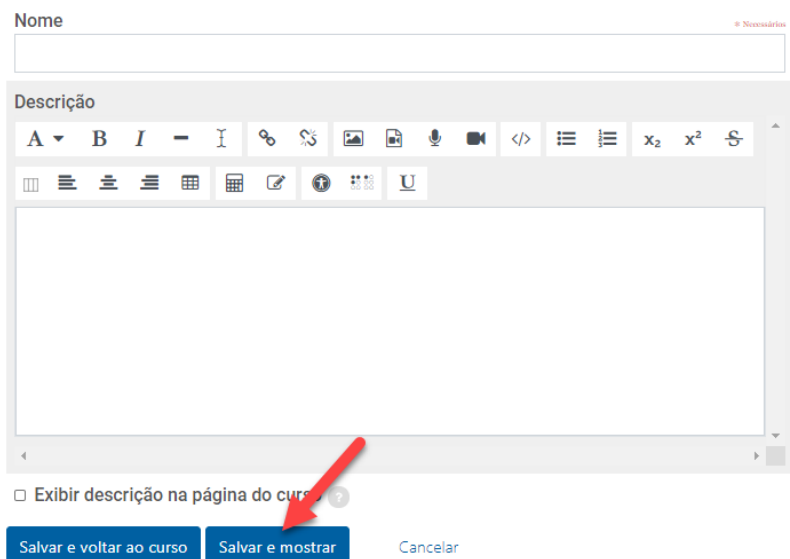 Nome
* Necessários
Descrição
Exibir descrição na página do curso
Salvar e voltar ao curso Salvar e mostrar Cancelar